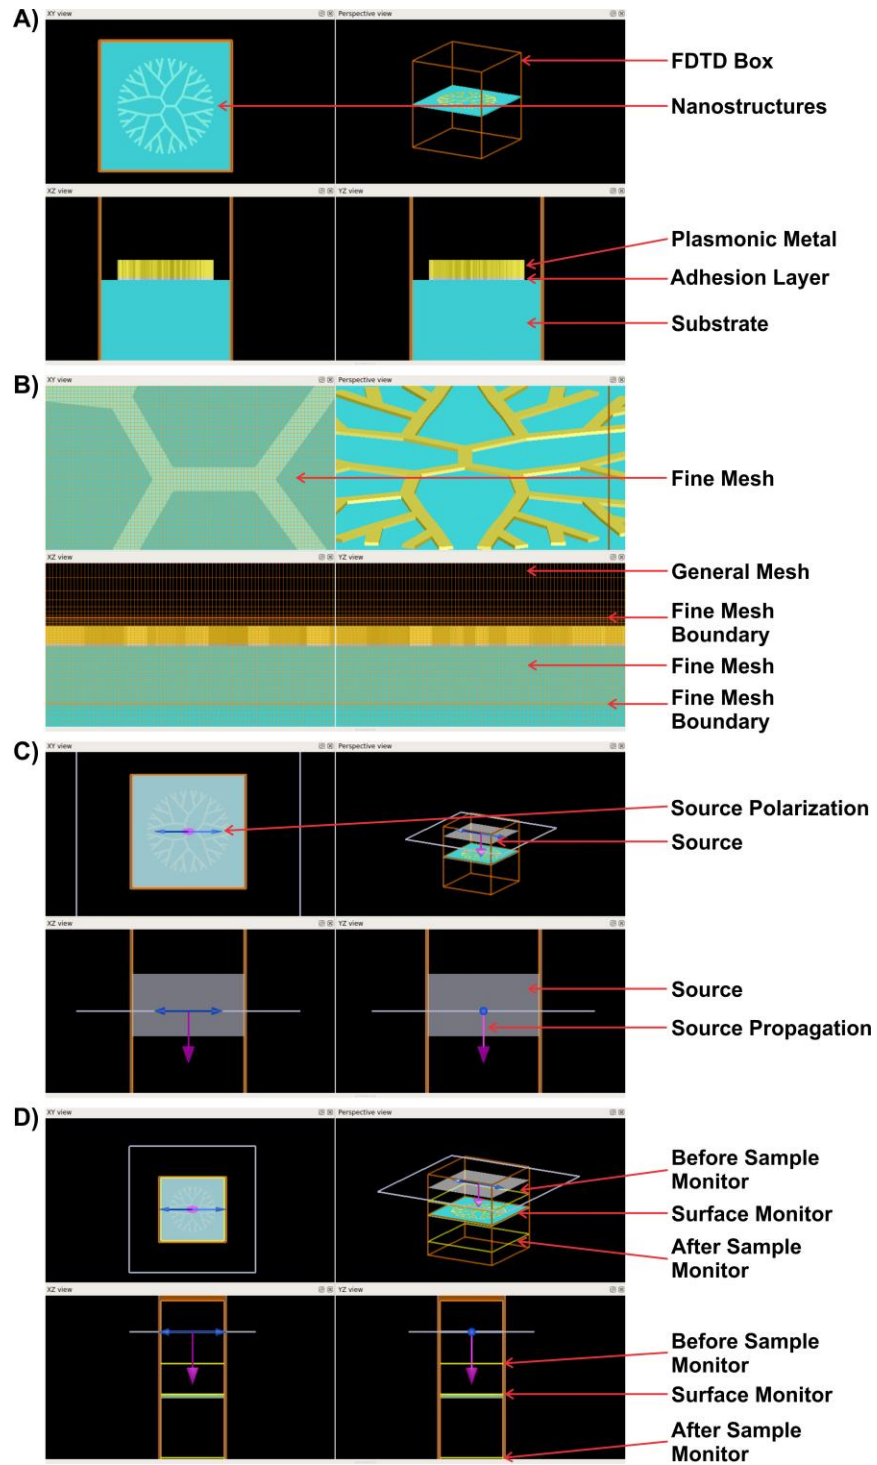 A)
XY view
Perspective view
FDTD Box
Nanostructures
XZ view
YZ view
Plasmonic Metal
Adhesion Layer
Substrate
B)
XY view
Perspective view
Fine Mesh
XZ view
YZ view
General Mesh
Fine Mesh
Boundary
Fine Mesh
Fine Mesh
Boundary
C)
XY view
Perspective view
Source Polarization
Source
XZ view
YZ view
Source
Source Propagation
D)
XY view
Perspective view
Before Sample
Monitor
Surface Monitor
After Sample
Monitor
XZ view
YZ view
Before Sample
Monitor
Surface Monitor
After Sample
Monitor